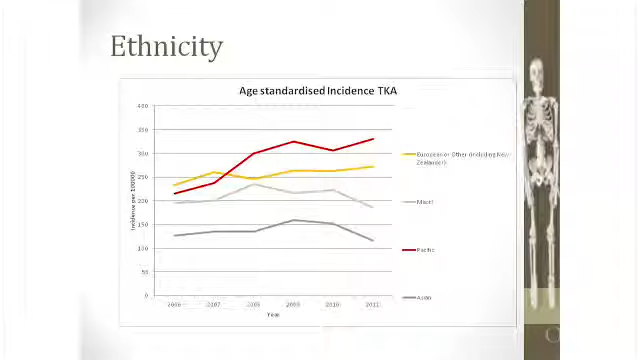 Ethnicity
Age standardised Incidence TKA
400
350
300
250
200
150
100
50
0
Incidence per 100000
2006
2007
2008
2009
2010
2011
Year
European or Other (including New
Zealander)
Maori
Pacific
Asian